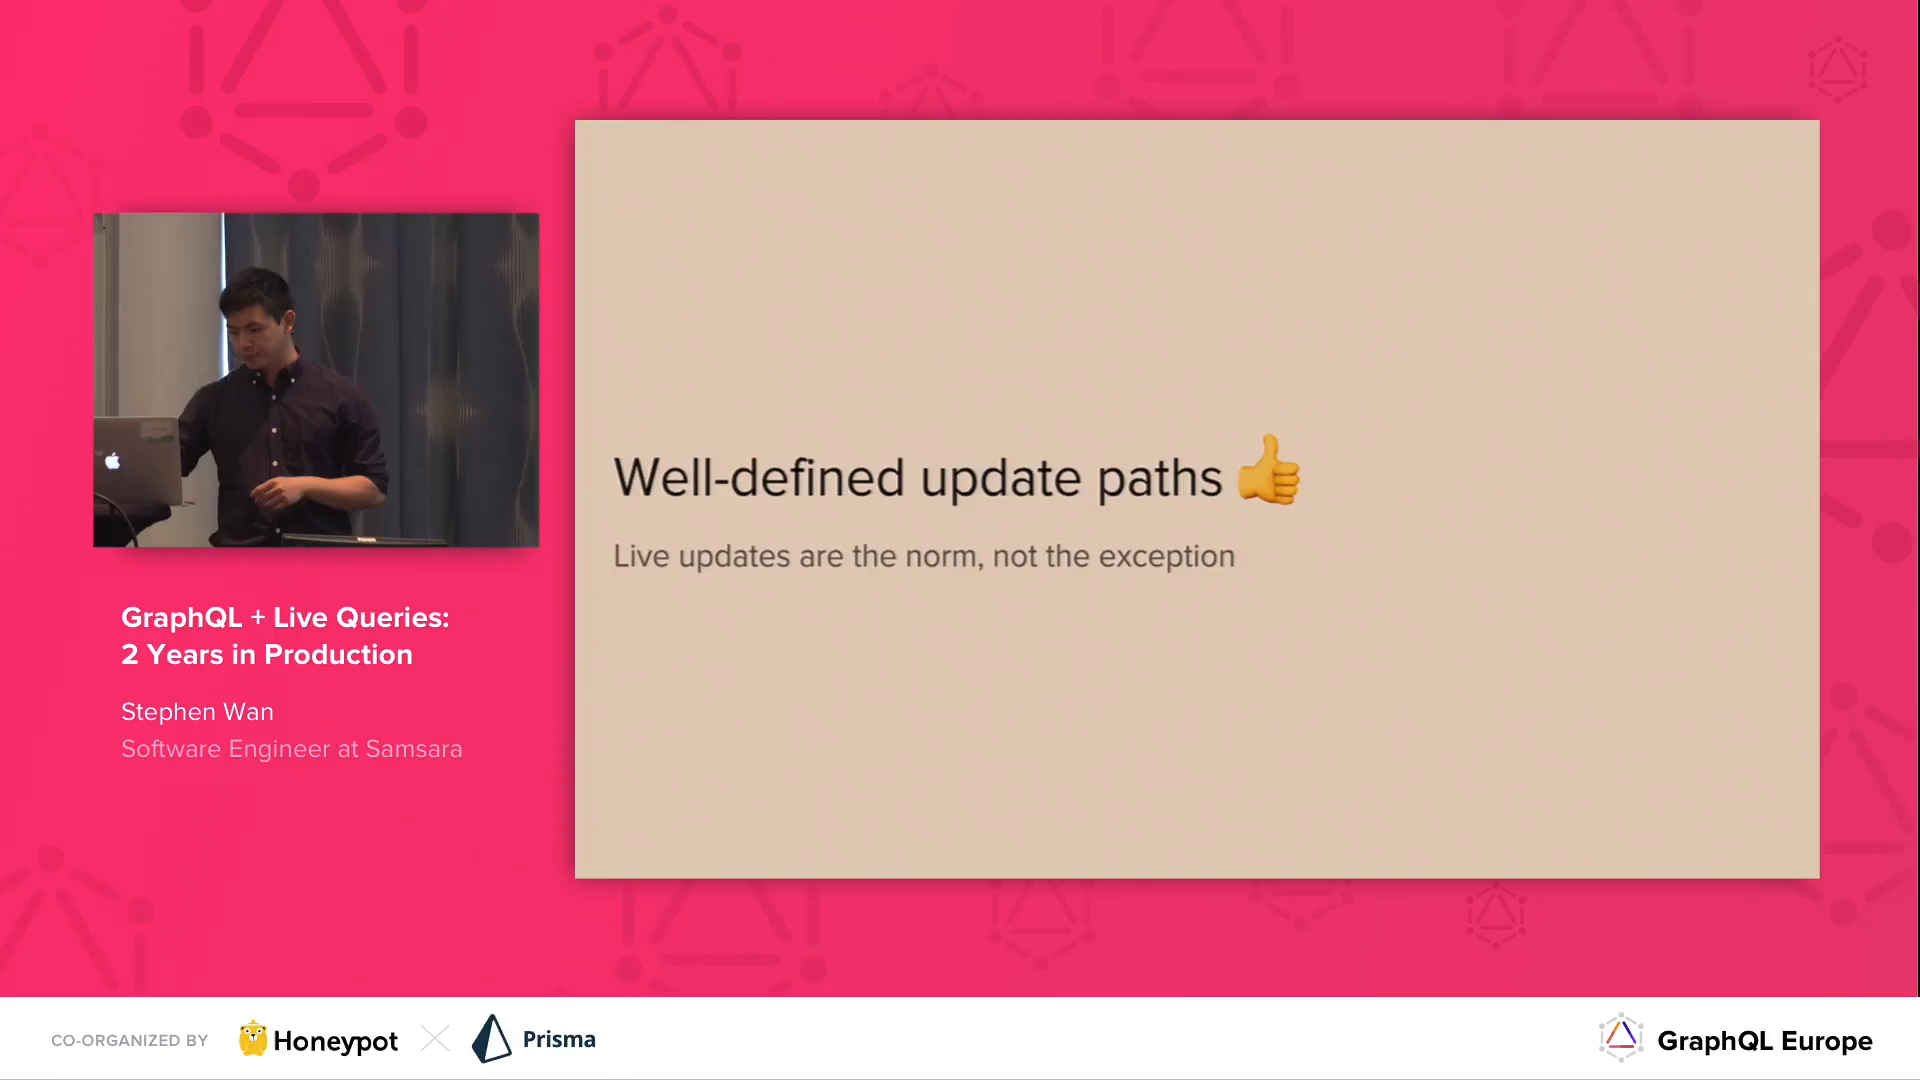 Well-defined update paths 👍
Live updates are the norm, not the exception
GraphQL + Live Queries:
2 Years in Production
Stephen Wan
Software Engineer at Samsara
CO-ORGANIZED BY
Honeypot
Prisma
GraphQL Europe